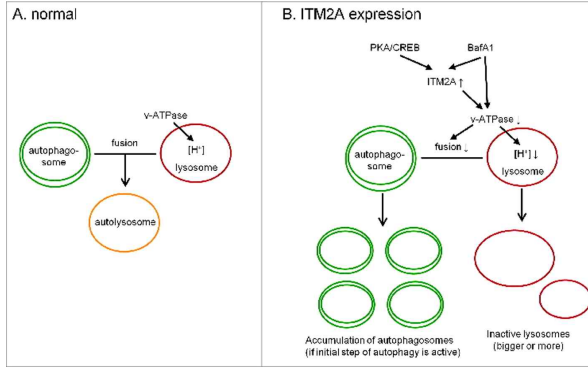 A. normal
v-ATPase
autophago-
some
fusion
[H⁺]
lysosome
autolysosome
B. ITM2A expression
PKA/CREB
BafA1
ITM2A ↑
v-ATPase ↓
autophago-
some
fusion ↓
[H⁺] ↓
lysosome
Accumulation of autophagosomes
(if initial step of autophagy is active)
Inactive lysosomes
(bigger or more)